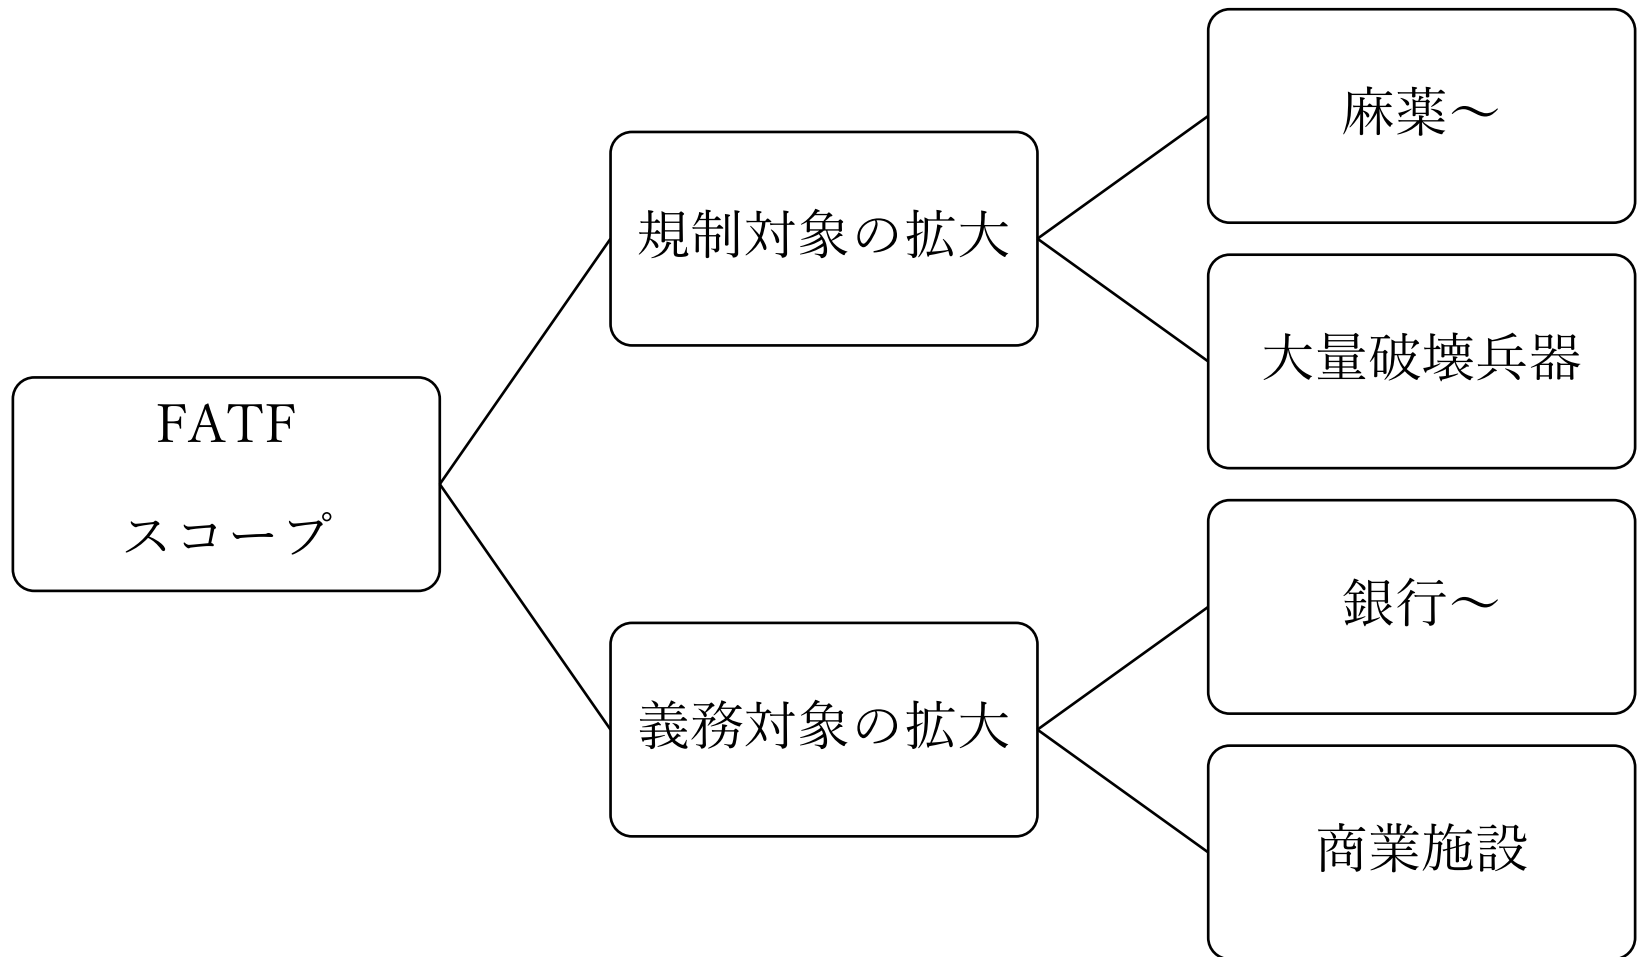 FATF
スコープ
規制対象の拡大
麻薬～
大量破壊兵器
義務対象の拡大
銀行～
商業施設